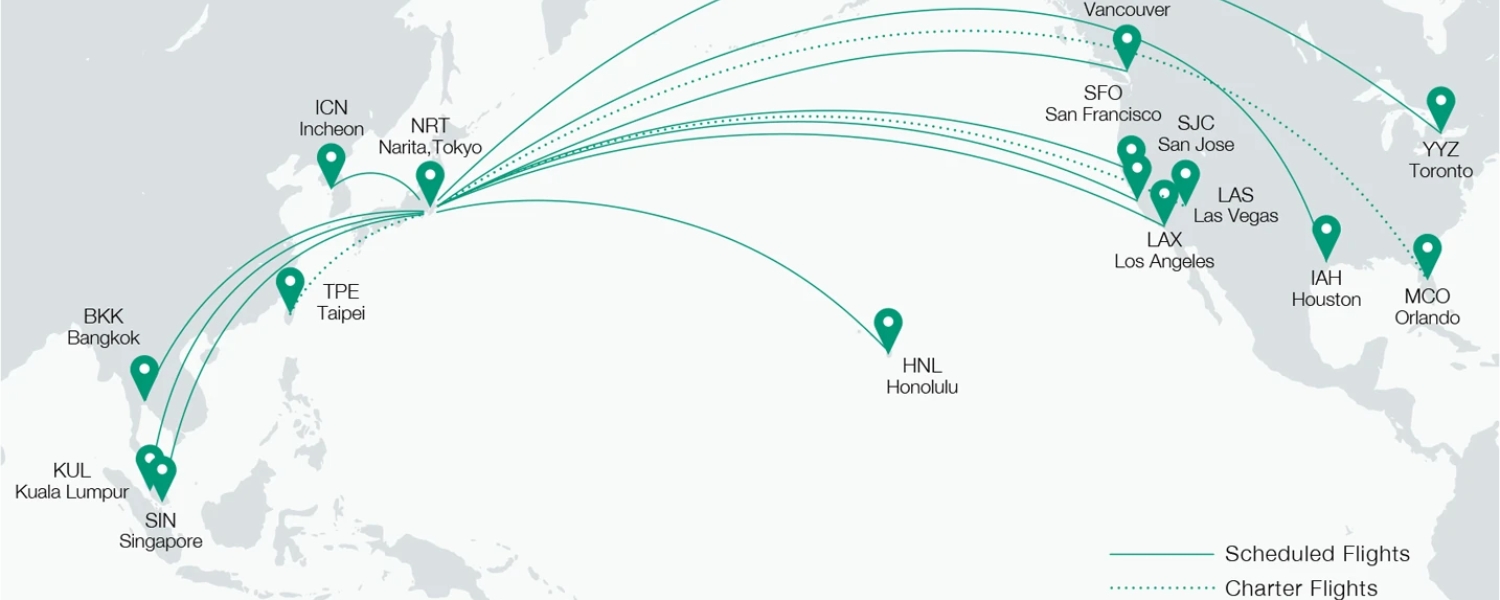 Vancouver
ICN
Incheon
NRT
Narita,Tokyo
SFO
San Francisco
SJC
San Jose
YYZ
Toronto
LAS
Las Vegas
LAX
Los Angeles
IAH
Houston
MCO
Orlando
TPE
Taipei
BKK
Bangkok
HNL
Honolulu
KUL
Kuala Lumpur
SIN
Singapore
Scheduled Flights
Charter Flights